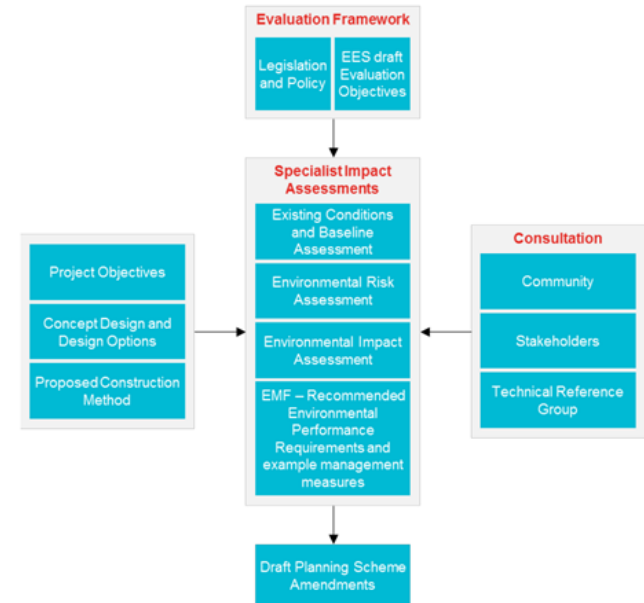 Evaluation Framework
Legislation
and Policy
EES draft
Evaluation
Objectives
Specialist Impact
Assessments
Existing Conditions
and Baseline
Assessment
Environmental Risk
Assessment
Environmental Impact
Assessment
EMF – Recommended
Environmental
Performance
Requirements and
example management
measures
Project Objectives
Concept Design and
Design Options
Proposed Construction
Method
Consultation
Community
Stakeholders
Technical Reference
Group
Draft Planning Scheme
Amendments